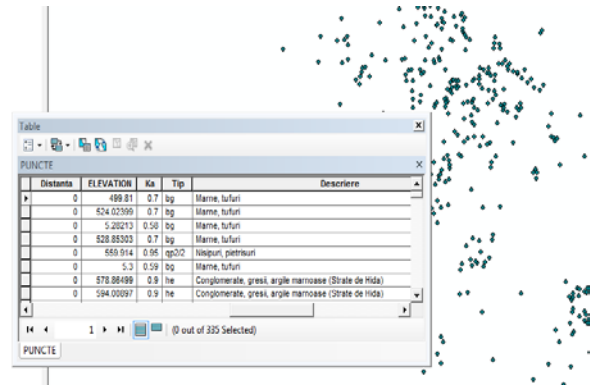 Table
PUNCTE
Distanta ELEVATION Ka Tip Descriere
0 499.81 0.7 bg Marne, tufuri
0 524.02399 0.7 bg Marne, tufuri
0 5.28213 0.58 bg Marne, tufuri
0 528.85303 0.7 bg Marne, tufuri
0 559.914 0.95 qp2/2 Nisipuri, pietrisuri
0 5.3 0.59 bg Marne, tufuri
0 578.86499 0.9 he Conglomerate, gresii, argile marnoase (Strate de Hida)
0 594.00897 0.9 he Conglomerate, gresii, argile marnoase (Strate de Hida)
1 (0 out of 335 Selected)
PUNCTE